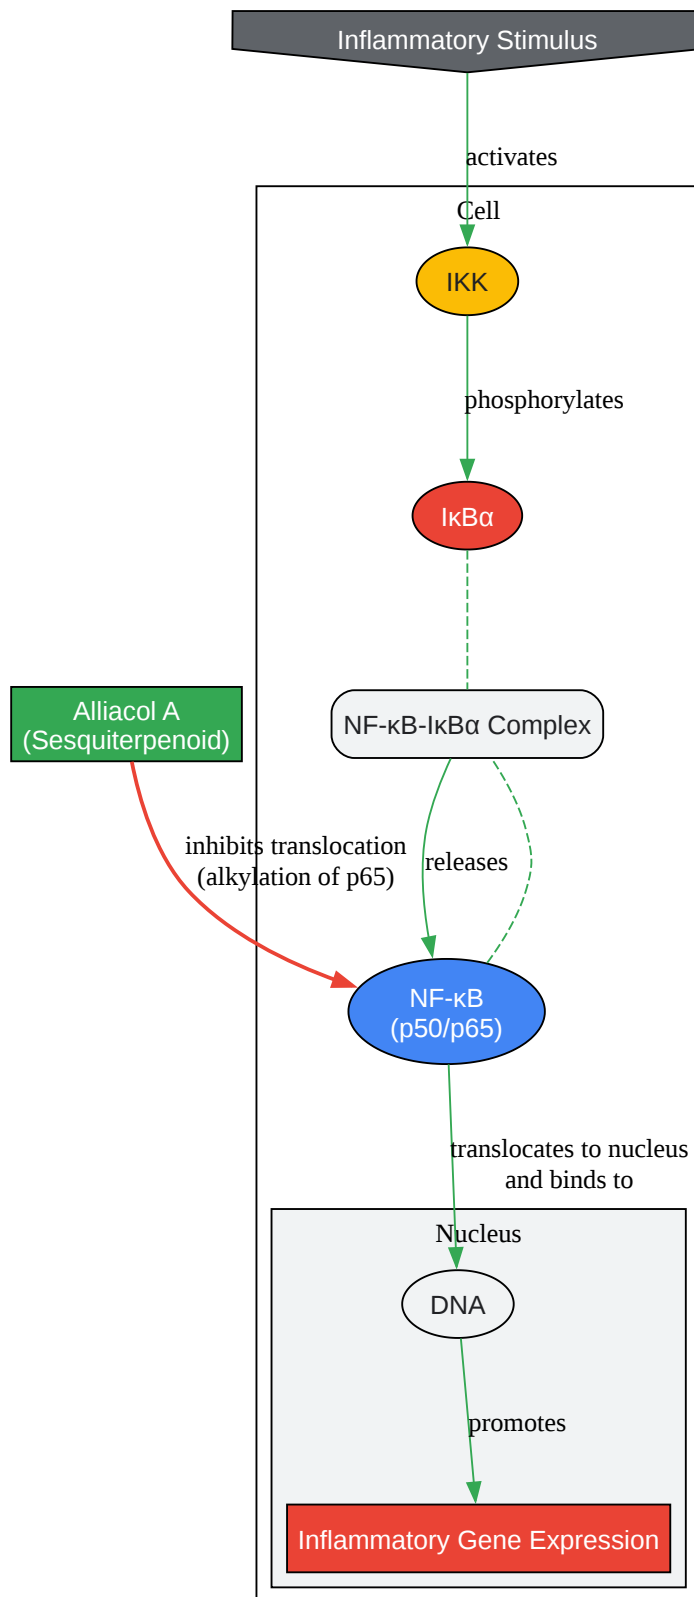 Inflammatory Stimulus
activates
Cell
IKK
phosphorylates
IκBα
Alliacol A
(Sesquiterpenoid)
NF-κB-IκBα Complex
inhibits translocation
(alkylation of p65)
releases
NF-κB
(p50/p65)
translocates to nucleus
and binds to
Nucleus
DNA
promotes
Inflammatory Gene Expression